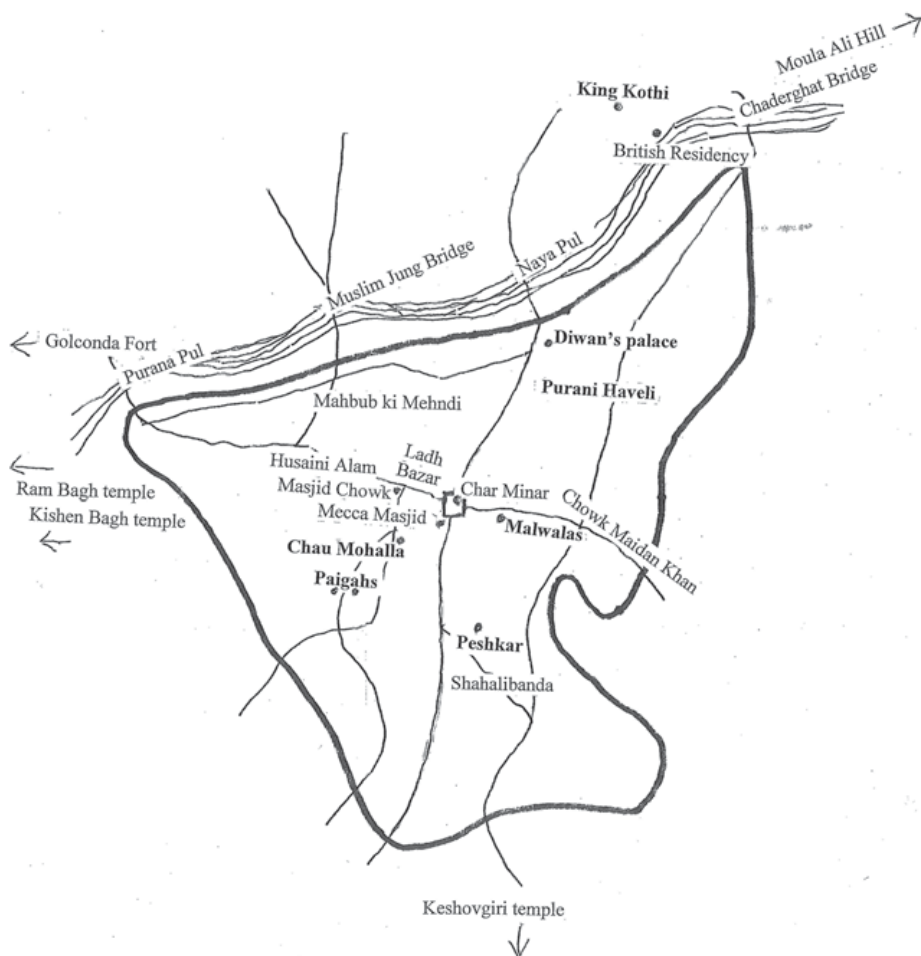 Moula Ali Hill
Chaderghat Bridge
King Kothi
British Residency
Naya Pul
Muslim Jung Bridge
Golconda Fort
Purana Pul
Diwan's palace
Purani Haveli
Mahbub ki Mehndi
Ladh
Bazar
Husaini Alam
Masjid Chowk
Char Minar
Mecca Masjid
Malwalas
Chowk Maidan Khan
Ram Bagh temple
Kishen Bagh temple
Chau Mohalla
Paigahs
Peshkar
Shahalibanda
Keshovgiri temple